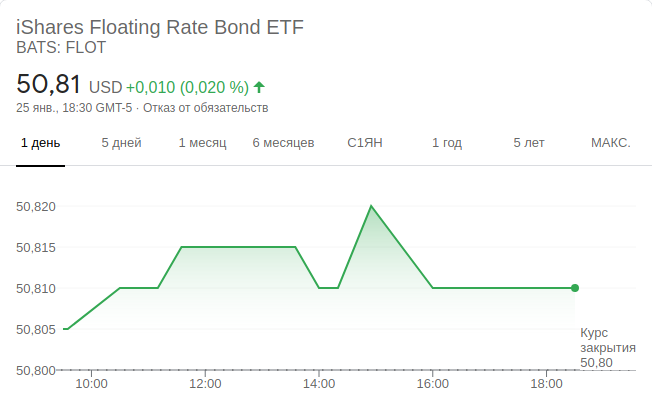 iShares Floating Rate Bond ETF
BATS: FLOT
50,81 USD +0,010 (0,020 %)
25 янв., 18:30 GMT-5 · Отказ от обязательств
1 день 5 дней 1 месяц 6 месяцев С1ЯН 1 год 5 лет МАКС.
50,820
50,815
50,810
50,805
50,800
Курс
закрытия
50,80
10:00 12:00 14:00 16:00 18:00